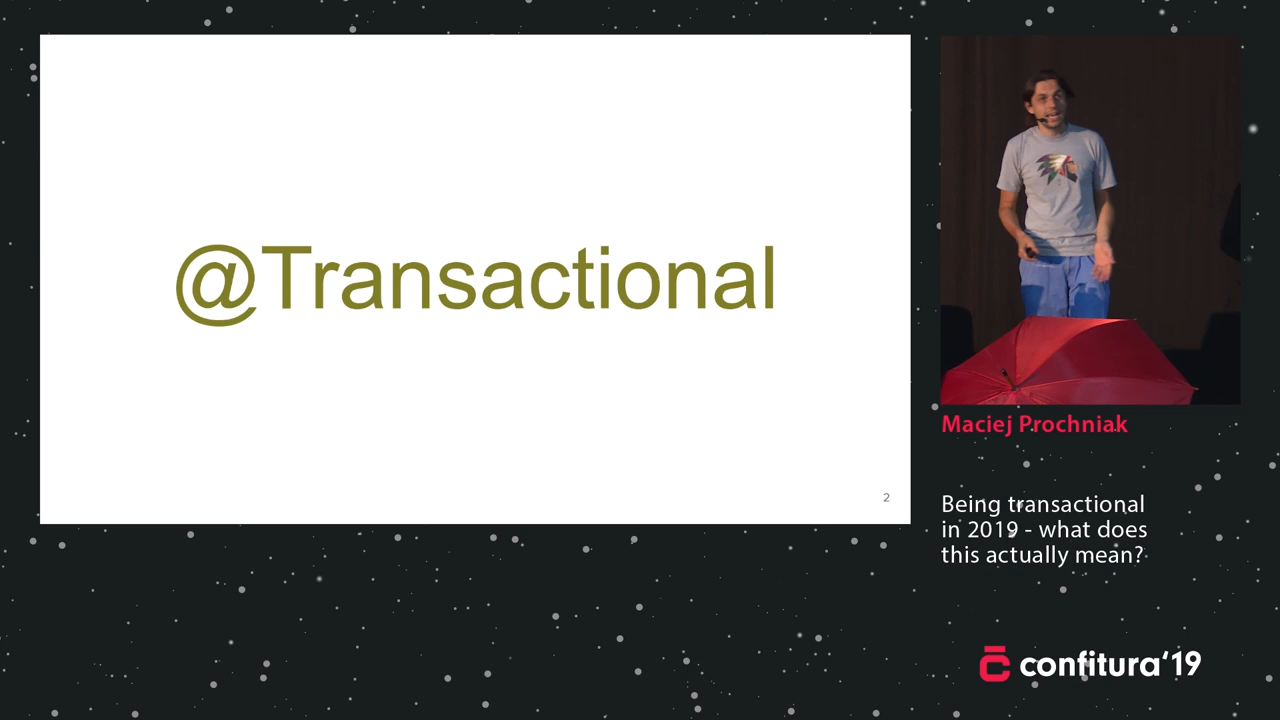 @Transactional
2
Maciej Prochniak
Being transactional
in 2019 - what does
this actually mean?
c confitura‘19